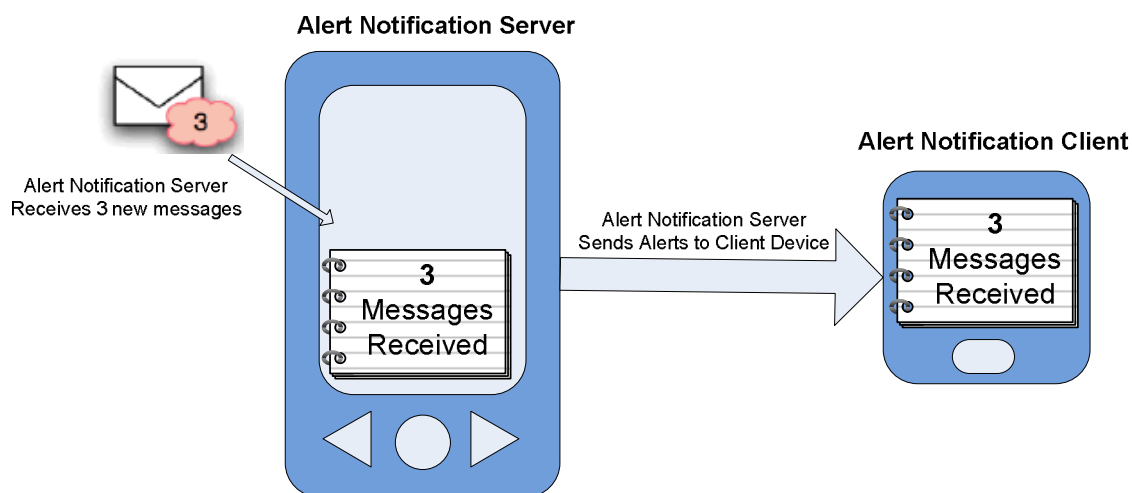 Alert Notification Server
3
Alert Notification Server
Receives 3 new messages
3
Messages
Received
Alert Notification Server
Sends Alerts to Client Device
Alert Notification Client
3
Messages
Received